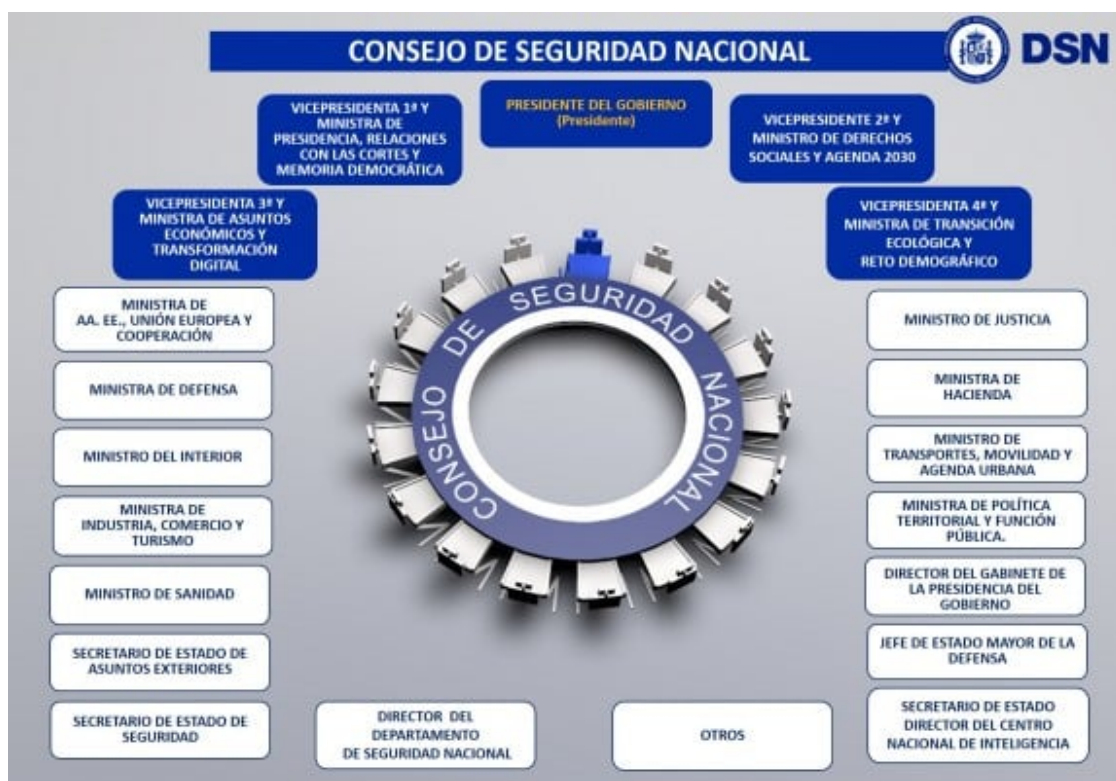 CONSEJO DE SEGURIDAD NACIONAL
DSN
PRESIDENTE DEL GOBIERNO
(Presidente)
VICEPRESIDENTA 1ª Y
MINISTRA DE
PRESIDENCIA, RELACIONES
CON LAS CORTES Y
MEMORIA DEMOCRÁTICA
VICEPRESIDENTE 2ª Y
MINISTRO DE DERECHOS
SOCIALES Y AGENDA 2030
VICEPRESIDENTA 3ª Y
MINISTRA DE ASUNTOS
ECONÓMICOS Y
TRANSFORMACIÓN
DIGITAL
VICEPRESIDENTA 4ª Y
MINISTRA DE TRANSICIÓN
ECOLÓGICA Y
RETO DEMOGRÁFICO
MINISTRA DE
AA. EE., UNIÓN EUROPEA Y
COOPERACIÓN
MINISTRA DE DEFENSA
MINISTRO DEL INTERIOR
MINISTRA DE
INDUSTRIA, COMERCIO Y
TURISMO
MINISTRO DE SANIDAD
SECRETARIO DE ESTADO DE
ASUNTOS EXTERIORES
SECRETARIO DE ESTADO DE
SEGURIDAD
CONSEJO DE SEGURIDAD NACIONAL
MINISTRO DE JUSTICIA
MINISTRA DE
HACIENDA
MINISTRO DE
TRANSPORTES, MOVILIDAD Y
AGENDA URBANA
MINISTRA DE POLÍTICA
TERRITORIAL Y FUNCIÓN
PÚBLICA.
DIRECTOR DEL GABINETE DE
LA PRESIDENCIA DEL
GOBIERNO
JEFE DE ESTADO MAYOR DE LA
DEFENSA
SECRETARIO DE ESTADO
DIRECTOR DEL CENTRO
NACIONAL DE INTELIGENCIA
DIRECTOR DEL
DEPARTAMENTO
DE SEGURIDAD NACIONAL
OTROS